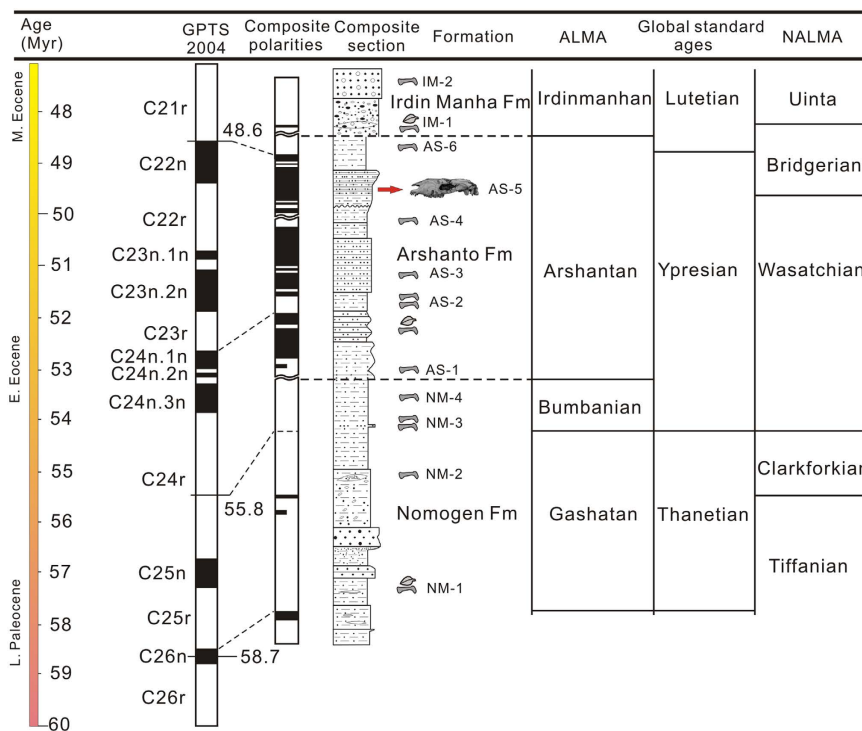 Age
(Myr)
GPTS
2004
Composite
polarities
Composite
section
Formation
ALMA
Global standard
ages
NALMA
M. Eocene
E. Eocene
L. Paleocene
48
49
50
51
52
53
54
55
56
57
58
59
60
C21r
48.6
C22n
C22r
C23n.1n
C23n.2n
C23r
C24n.1n
C24n.2n
C24n.3n
C24r
55.8
C25n
C25r
C26n
58.7
C26r
IM-2
Irdin Manha Fm
IM-1
AS-6
AS-5
AS-4
Arshanto Fm
AS-3
AS-2
AS-1
NM-4
NM-3
NM-2
Nomogen Fm
NM-1
Irdinmanhan
Arshantan
Bumbanian
Gashatan
Lutetian
Ypresian
Thanetian
Uinta
Bridgerian
Wasatchian
Clarkforkian
Tiffanian